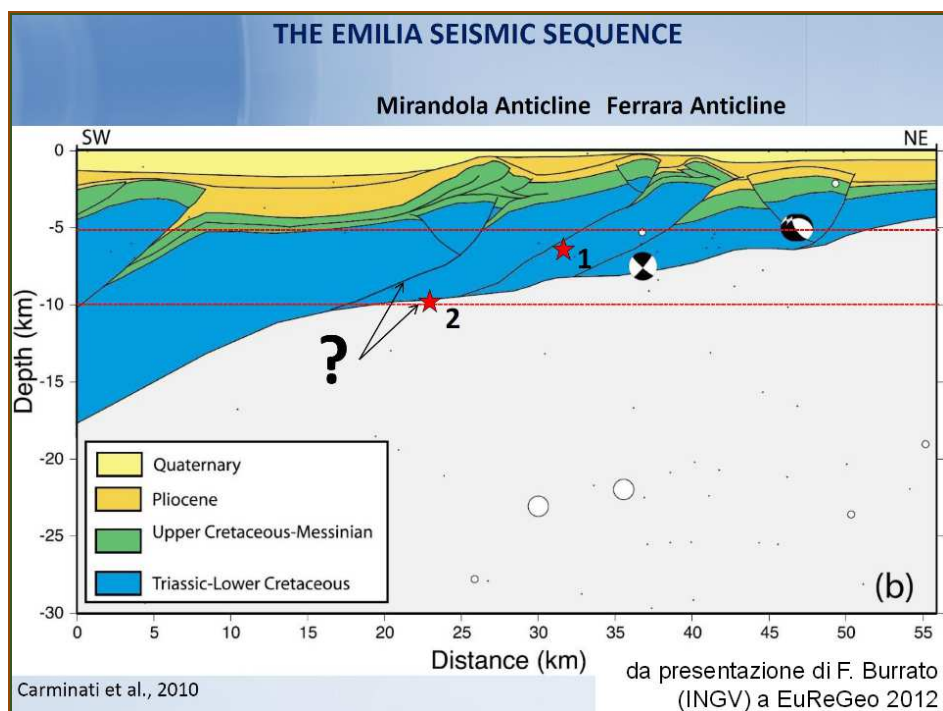 THE EMILIA SEISMIC SEQUENCE
Mirandola Anticline Ferrara Anticline
SW
NE
0
-5
-10
-15
-20
-25
-30
Depth (km)
1
2
?
Quaternary
Pliocene
Upper Cretaceous-Messinian
Triassic-Lower Cretaceous
(b)
0 5 10 15 20 25 30 35 40 45 50 55
Distance (km)
Carminati et al., 2010
da presentazione di F. Burrato
(INGV) a EuReGeo 2012